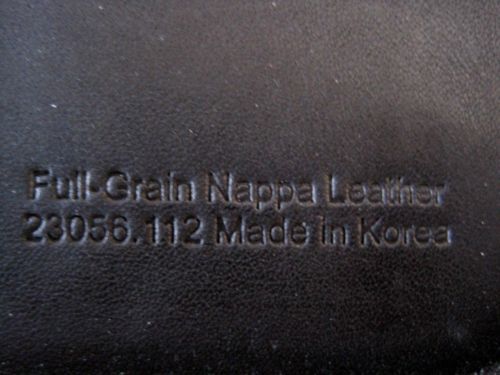 Full-Grain Nappa Leather
23056.112 Made in Korea